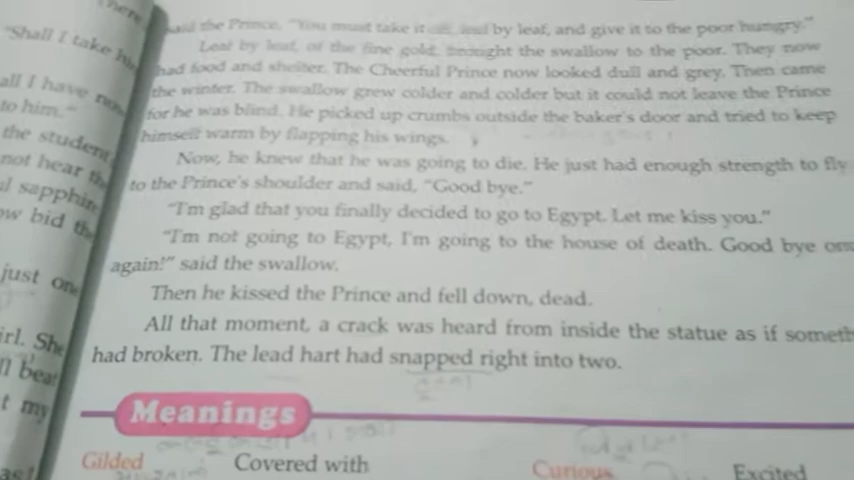 here
"Shall I take
all I have
to him."
the student
not hear
sapphire
bid
just
irl. She
beat
t my
as!
said the Prince. "You must take it leaf by leaf, and give it to the poor hungry."
Leaf by leaf, of the fine gold, brought the swallow to the poor. They now
had food and shelter. The Cheerful Prince now looked dull and grey. Then came
the winter. The swallow grew colder and colder but it could not leave the Prince
for he was blind. He picked up crumbs outside the baker's door and tried to keep
himself warm by flapping his wings.
Now, he knew that he was going to die. He just had enough strength to fly
to the Prince's shoulder and said, "Good bye."
"I'm glad that you finally decided to go to Egypt. Let me kiss you."
"I'm not going to Egypt, I'm going to the house of death. Good bye
again!" said the swallow.
Then he kissed the Prince and fell down, dead.
All that moment, a crack was heard from inside the statue as if someth
had broken. The lead hart had snapped right into two.
Meanings
Gilded Covered with Curious Excited